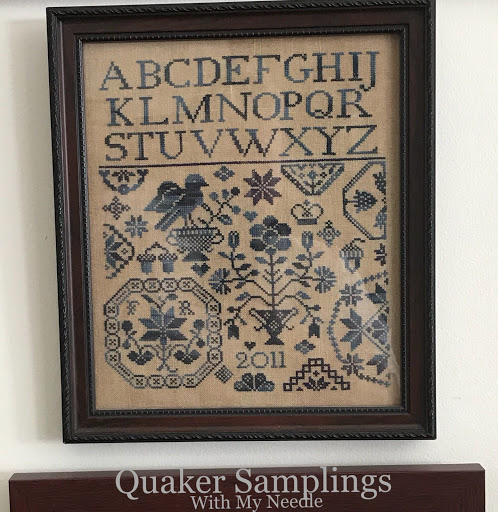 ABCDEFGHIJ
KLMNOPQR
STUVWXYZ
F R
2011
Quaker Samplings
With My Needle